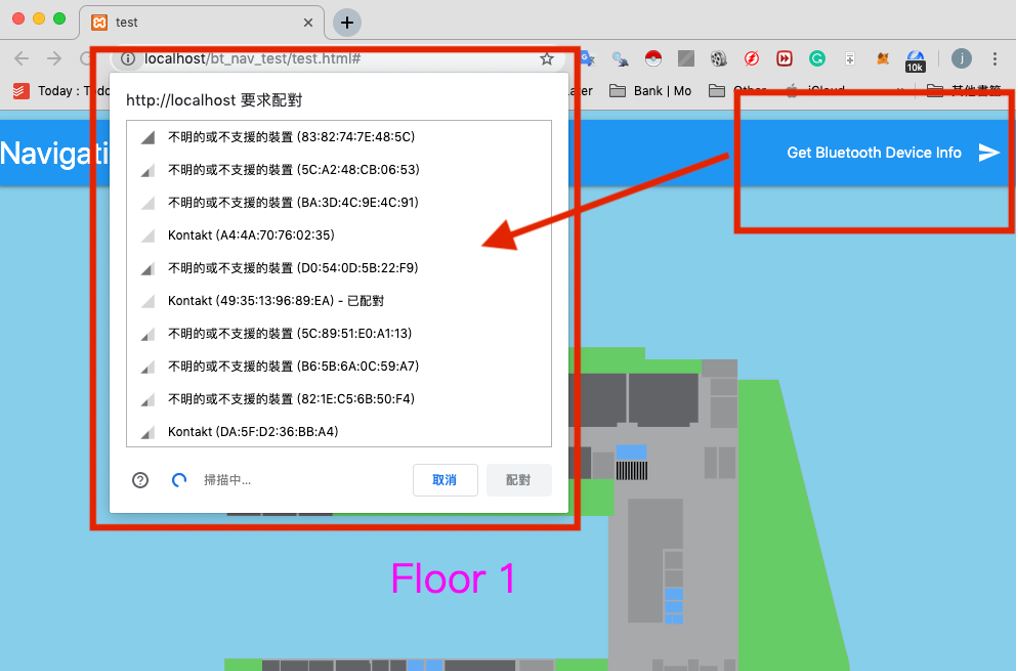 test
localhost/bt_nav_test/test.html#
10k
j
Today : Todo
Later
Bank | Mo
Other
iCloud
»
其他書籤
Navigati
Get Bluetooth Device Info
http://localhost 要求配對
不明的或不支援的裝置 (83:82:74:7E:48:5C)
不明的或不支援的裝置 (5C:A2:48:CB:06:53)
不明的或不支援的裝置 (BA:3D:4C:9E:4C:91)
Kontakt (A4:4A:70:76:02:35)
不明的或不支援的裝置 (D0:54:0D:5B:22:F9)
Kontakt (49:35:13:96:89:EA) - 已配對
不明的或不支援的裝置 (5C:89:51:E0:A1:13)
不明的或不支援的裝置 (B6:5B:6A:0C:59:A7)
不明的或不支援的裝置 (82:1E:C5:6B:50:F4)
Kontakt (DA:5F:D2:36:BB:A4)
掃描中...
取消
配對
Floor 1